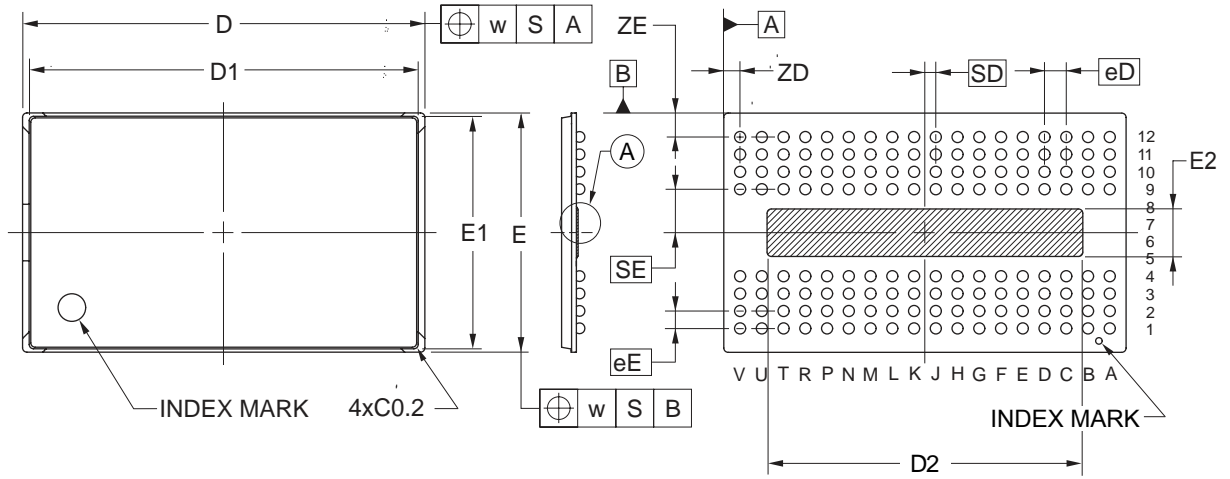 D
w S A
D1
ZE
A
B
ZD
SD
eD
A
E1
E
SE
eE
E2
12
11
10
9
8
7
6
5
4
3
2
1
V U T R P N M L K J H G F E D C B A
INDEX MARK
4xC0.2
w S B
INDEX MARK
D2